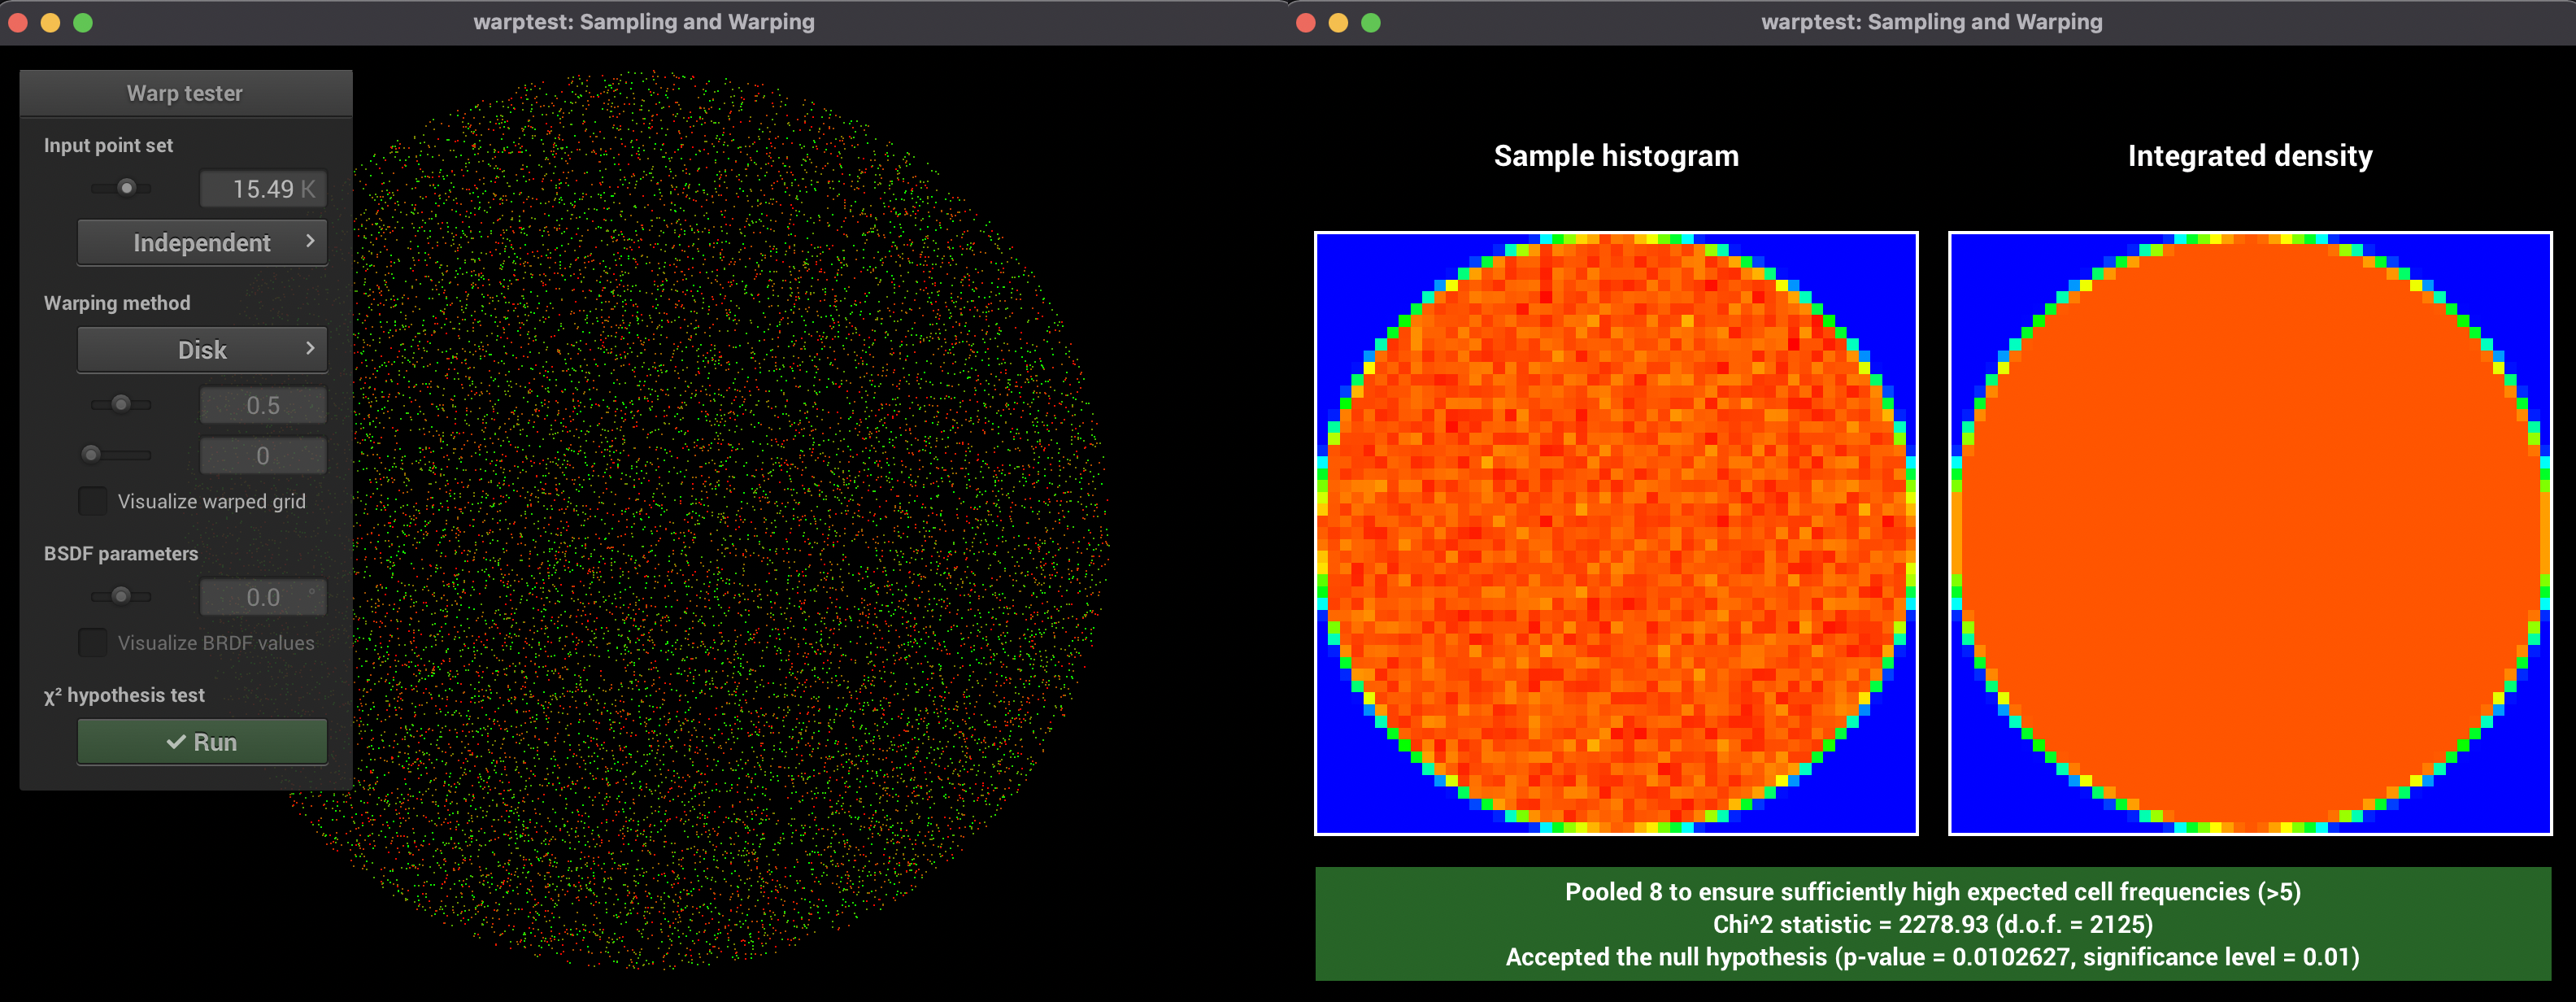 warptest: Sampling and Warping
Warp tester
Input point set
15.49 K
Independent
Warping method
Disk
0.5
0
Visualize warped grid
BSDF parameters
0.0 °
Visualize BRDF values
χ² hypothesis test
Run
warptest: Sampling and Warping
Sample histogram
Integrated density
Pooled 8 to ensure sufficiently high expected cell frequencies (>5)
Chi^2 statistic = 2278.93 (d.o.f. = 2125)
Accepted the null hypothesis (p-value = 0.0102627, significance level = 0.01)